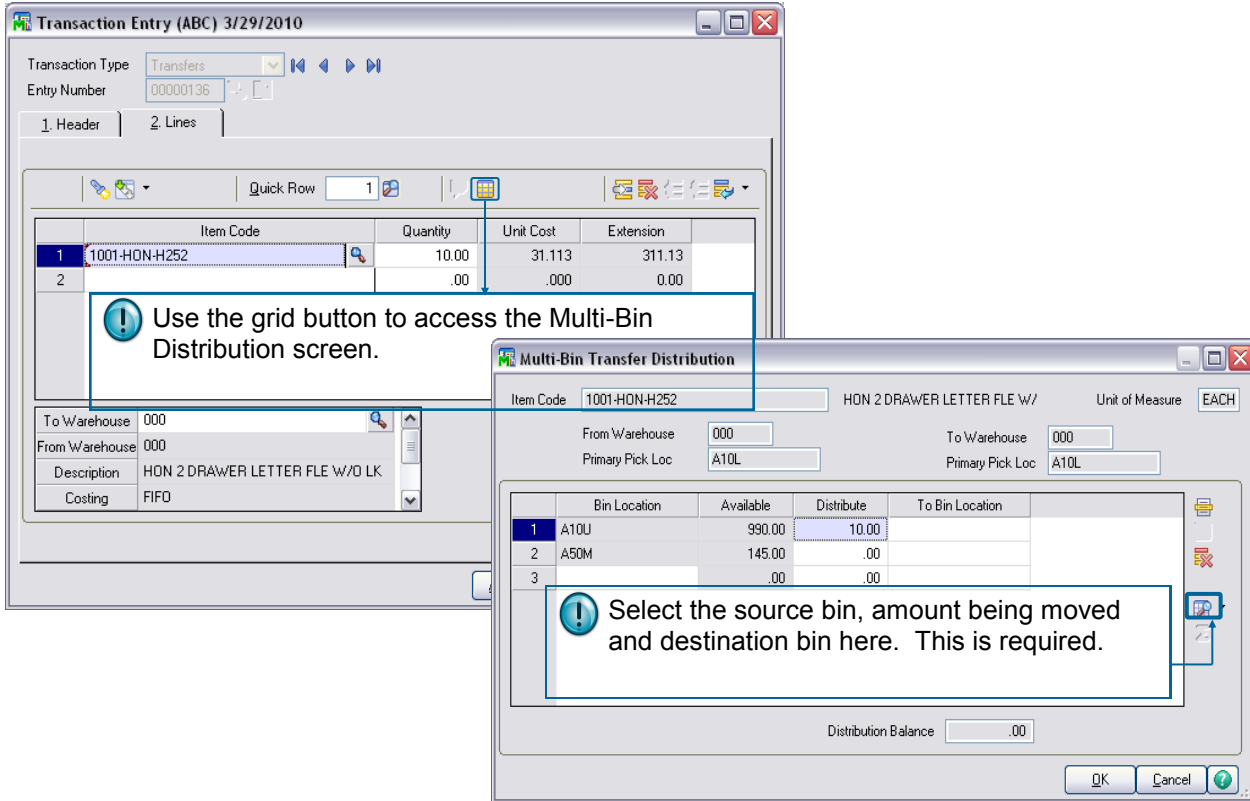 Transaction Entry (ABC) 3/29/2010
Transaction Type Transfers
Entry Number 00000136
1. Header 2. Lines
Quick Row 1
Item Code Quantity Unit Cost Extension
1 1001-HON-H252 10.00 31.113 311.13
2 .00 .000 0.00
Use the grid button to access the Multi-Bin
Distribution screen.
To Warehouse 000
From Warehouse 000
Description HON 2 DRAWER LETTER FLE W/O LK
Costing FIFO
Multi-Bin Transfer Distribution
Item Code 1001-HON-H252 HON 2 DRAWER LETTER FLE W/ Unit of Measure EACH
From Warehouse 000 To Warehouse 000
Primary Pick Loc A10L Primary Pick Loc A10L
Bin Location Available Distribute To Bin Location
1 A10U 990.00 10.00
2 A50M 145.00 .00
3 .00 .00
Select the source bin, amount being moved
and destination bin here. This is required.
Distribution Balance .00
OK Cancel